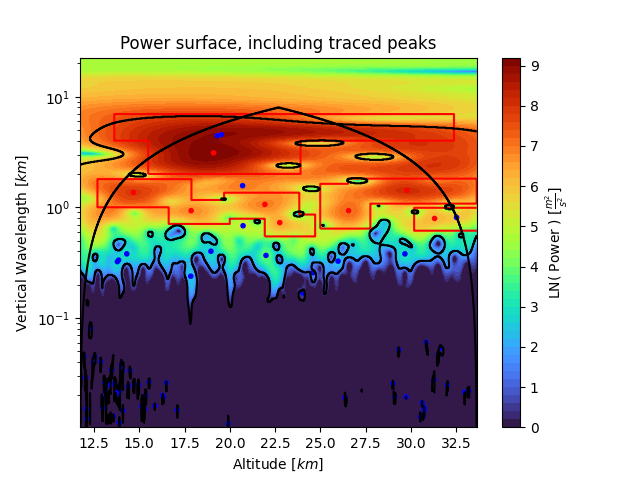 Power surface, including traced peaks
Vertical Wavelength [km]
10¹
10⁰
10⁻¹
12.5 15.0 17.5 20.0 22.5 25.0 27.5 30.0 32.5
Altitude [km]
9
8
7
6
5
4
3
2
1
0
LN( Power ) [m²/s²]